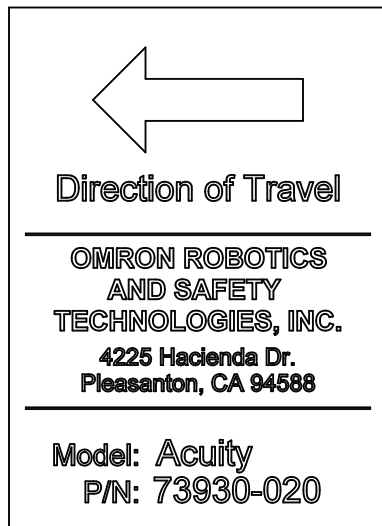 Direction of Travel
OMRON ROBOTICS
AND SAFETY
TECHNOLOGIES, INC.
4225 Hacienda Dr.
Pleasanton, CA 94588
Model: Acuity
P/N: 73930-020